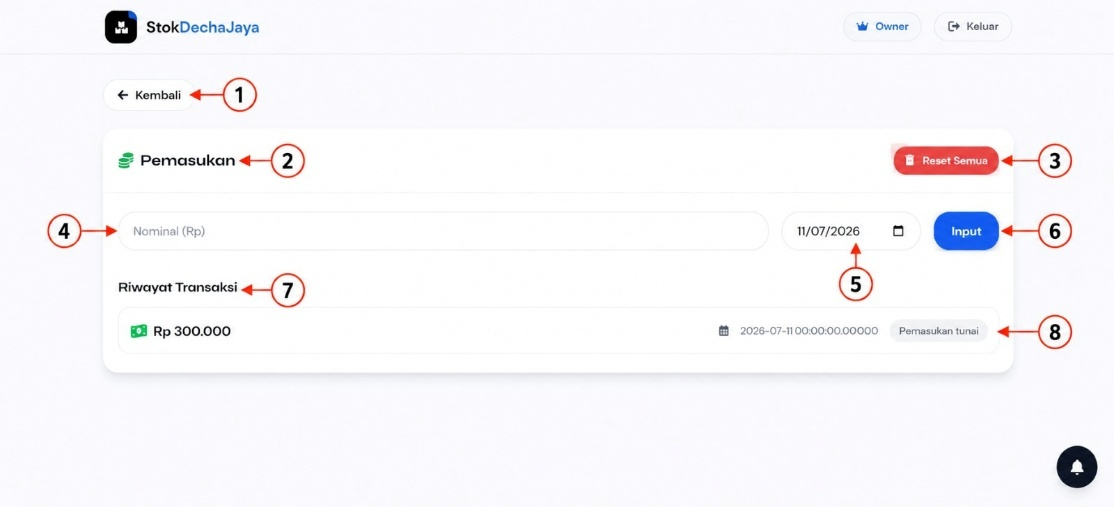 StokDechaJaya
Owner
Keluar
Kembali
1
Pemasukan
2
Reset Semua
3
4
Nominal (Rp)
11/07/2026
Input
6
5
Riwayat Transaksi
7
Rp 300.000
2026-07-11 00:00:00.00000
Pemasukan tunai
8